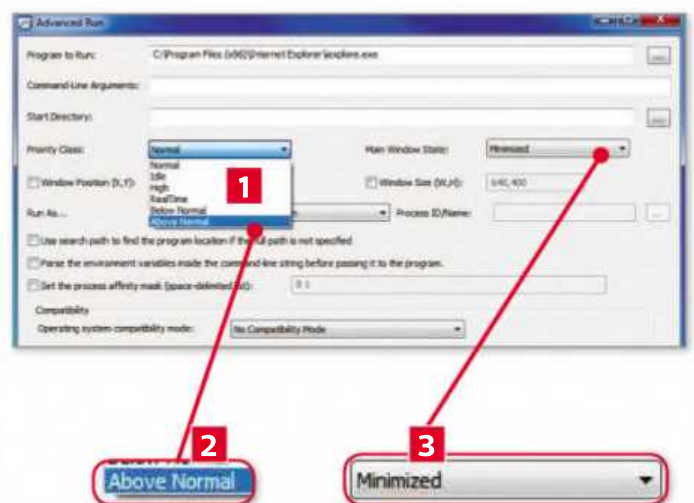 Advanced Run
Program to Run: C:\Program Files (x86)\Internet Explorer\iexplore.exe ...
Command-Line Arguments:
Start Directory: ...
Priority Class: Normal Main Window State: Minimized
Normal
Idle
High
RealTime
Below Normal
Above Normal
1
Window Position (X,Y): Window Size (W,H): 640, 400
Run As... Process ID/Name: ...
Use search path to find the program location if the full path is not specified
Parse the environment variables inside the command-line string before passing it to the program.
Set the process affinity mask (space-delimited list): 0 1
Compatibility
Operating system compatibility mode: No Compatibility Mode
2
3
Above Normal
Minimized